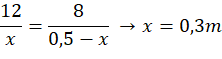 12/x = 8/(0,5 − x) → x = 0,3m